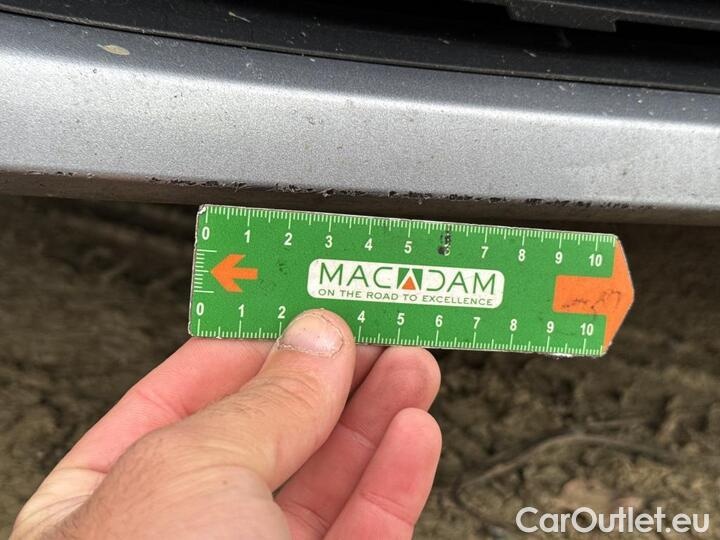 0 1 2 3 4 5 6 7 8 9 10
MACADAM
ON THE ROAD TO EXCELLENCE
0 1 2 4 5 6 7 8 9 10
CarOutlet.eu